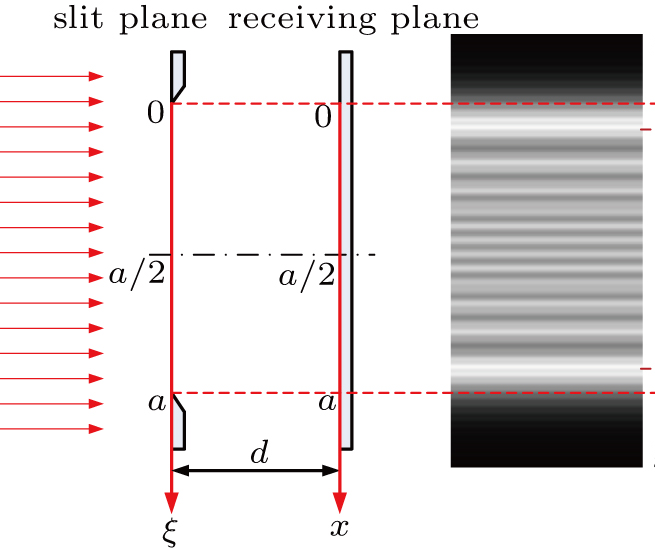 slit plane receiving plane
0 0
a/2 a/2
a a
d
ξ x